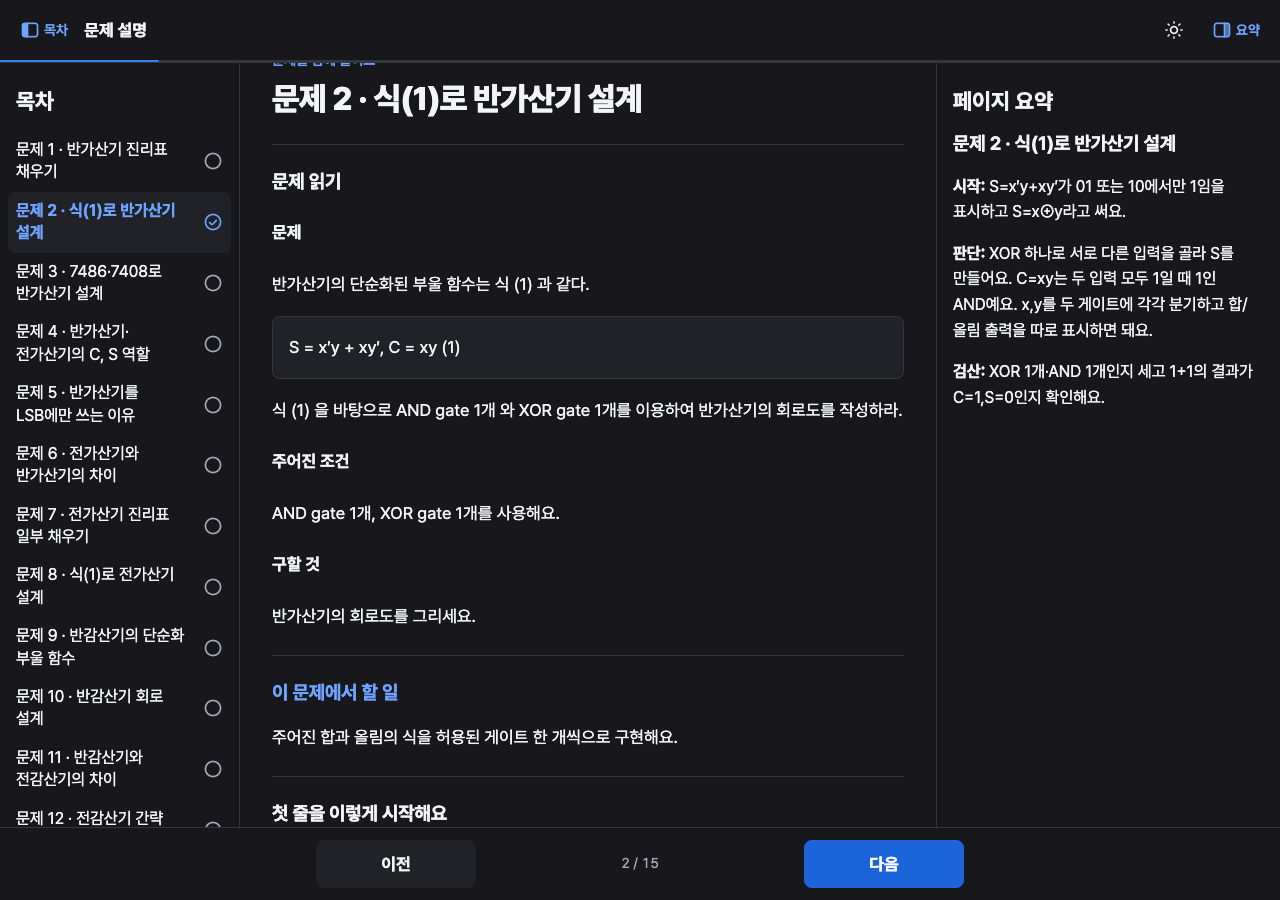 목차
문제 설명
요약
목차
문제 1 · 반가산기 진리표
채우기
문제 2 · 식(1)로 반가산기
설계
문제 3 · 7486·7408로
반가산기 설계
문제 4 · 반가산기·
전가산기의 C, S 역할
문제 5 · 반가산기를
LSB에만 쓰는 이유
문제 6 · 전가산기와
반가산기의 차이
문제 7 · 전가산기 진리표
일부 채우기
문제 8 · 식(1)로 전가산기
설계
문제 9 · 반감산기의 단순화
부울 함수
문제 10 · 반감산기 회로
설계
문제 11 · 반감산기와
전감산기의 차이
문제 12 · 전감산기 간략
문제 2 · 식(1)로 반가산기 설계
문제 읽기
문제
반가산기의 단순화된 부울 함수는 식 (1) 과 같다.
S = x′y + xy′, C = xy (1)
식 (1) 을 바탕으로 AND gate 1개 와 XOR gate 1개를 이용하여 반가산기의 회로도를 작성하라.
주어진 조건
AND gate 1개, XOR gate 1개를 사용해요.
구할 것
반가산기의 회로도를 그리세요.
이 문제에서 할 일
주어진 합과 올림의 식을 허용된 게이트 한 개씩으로 구현해요.
첫 줄을 이렇게 시작해요
페이지 요약
문제 2 · 식(1)로 반가산기 설계
시작: S=x′y+xy′가 01 또는 10에서만 1임을
표시하고 S=x⊕y라고 써요.
판단: XOR 하나로 서로 다른 입력을 골라 S를
만들어요. C=xy는 두 입력 모두 1일 때 1인
AND예요. x,y를 두 게이트에 각각 분기하고 합/
올림 출력을 따로 표시하면 돼요.
검산: XOR 1개·AND 1개인지 세고 1+1의 결과가
C=1,S=0인지 확인해요.
이전
2 / 15
다음